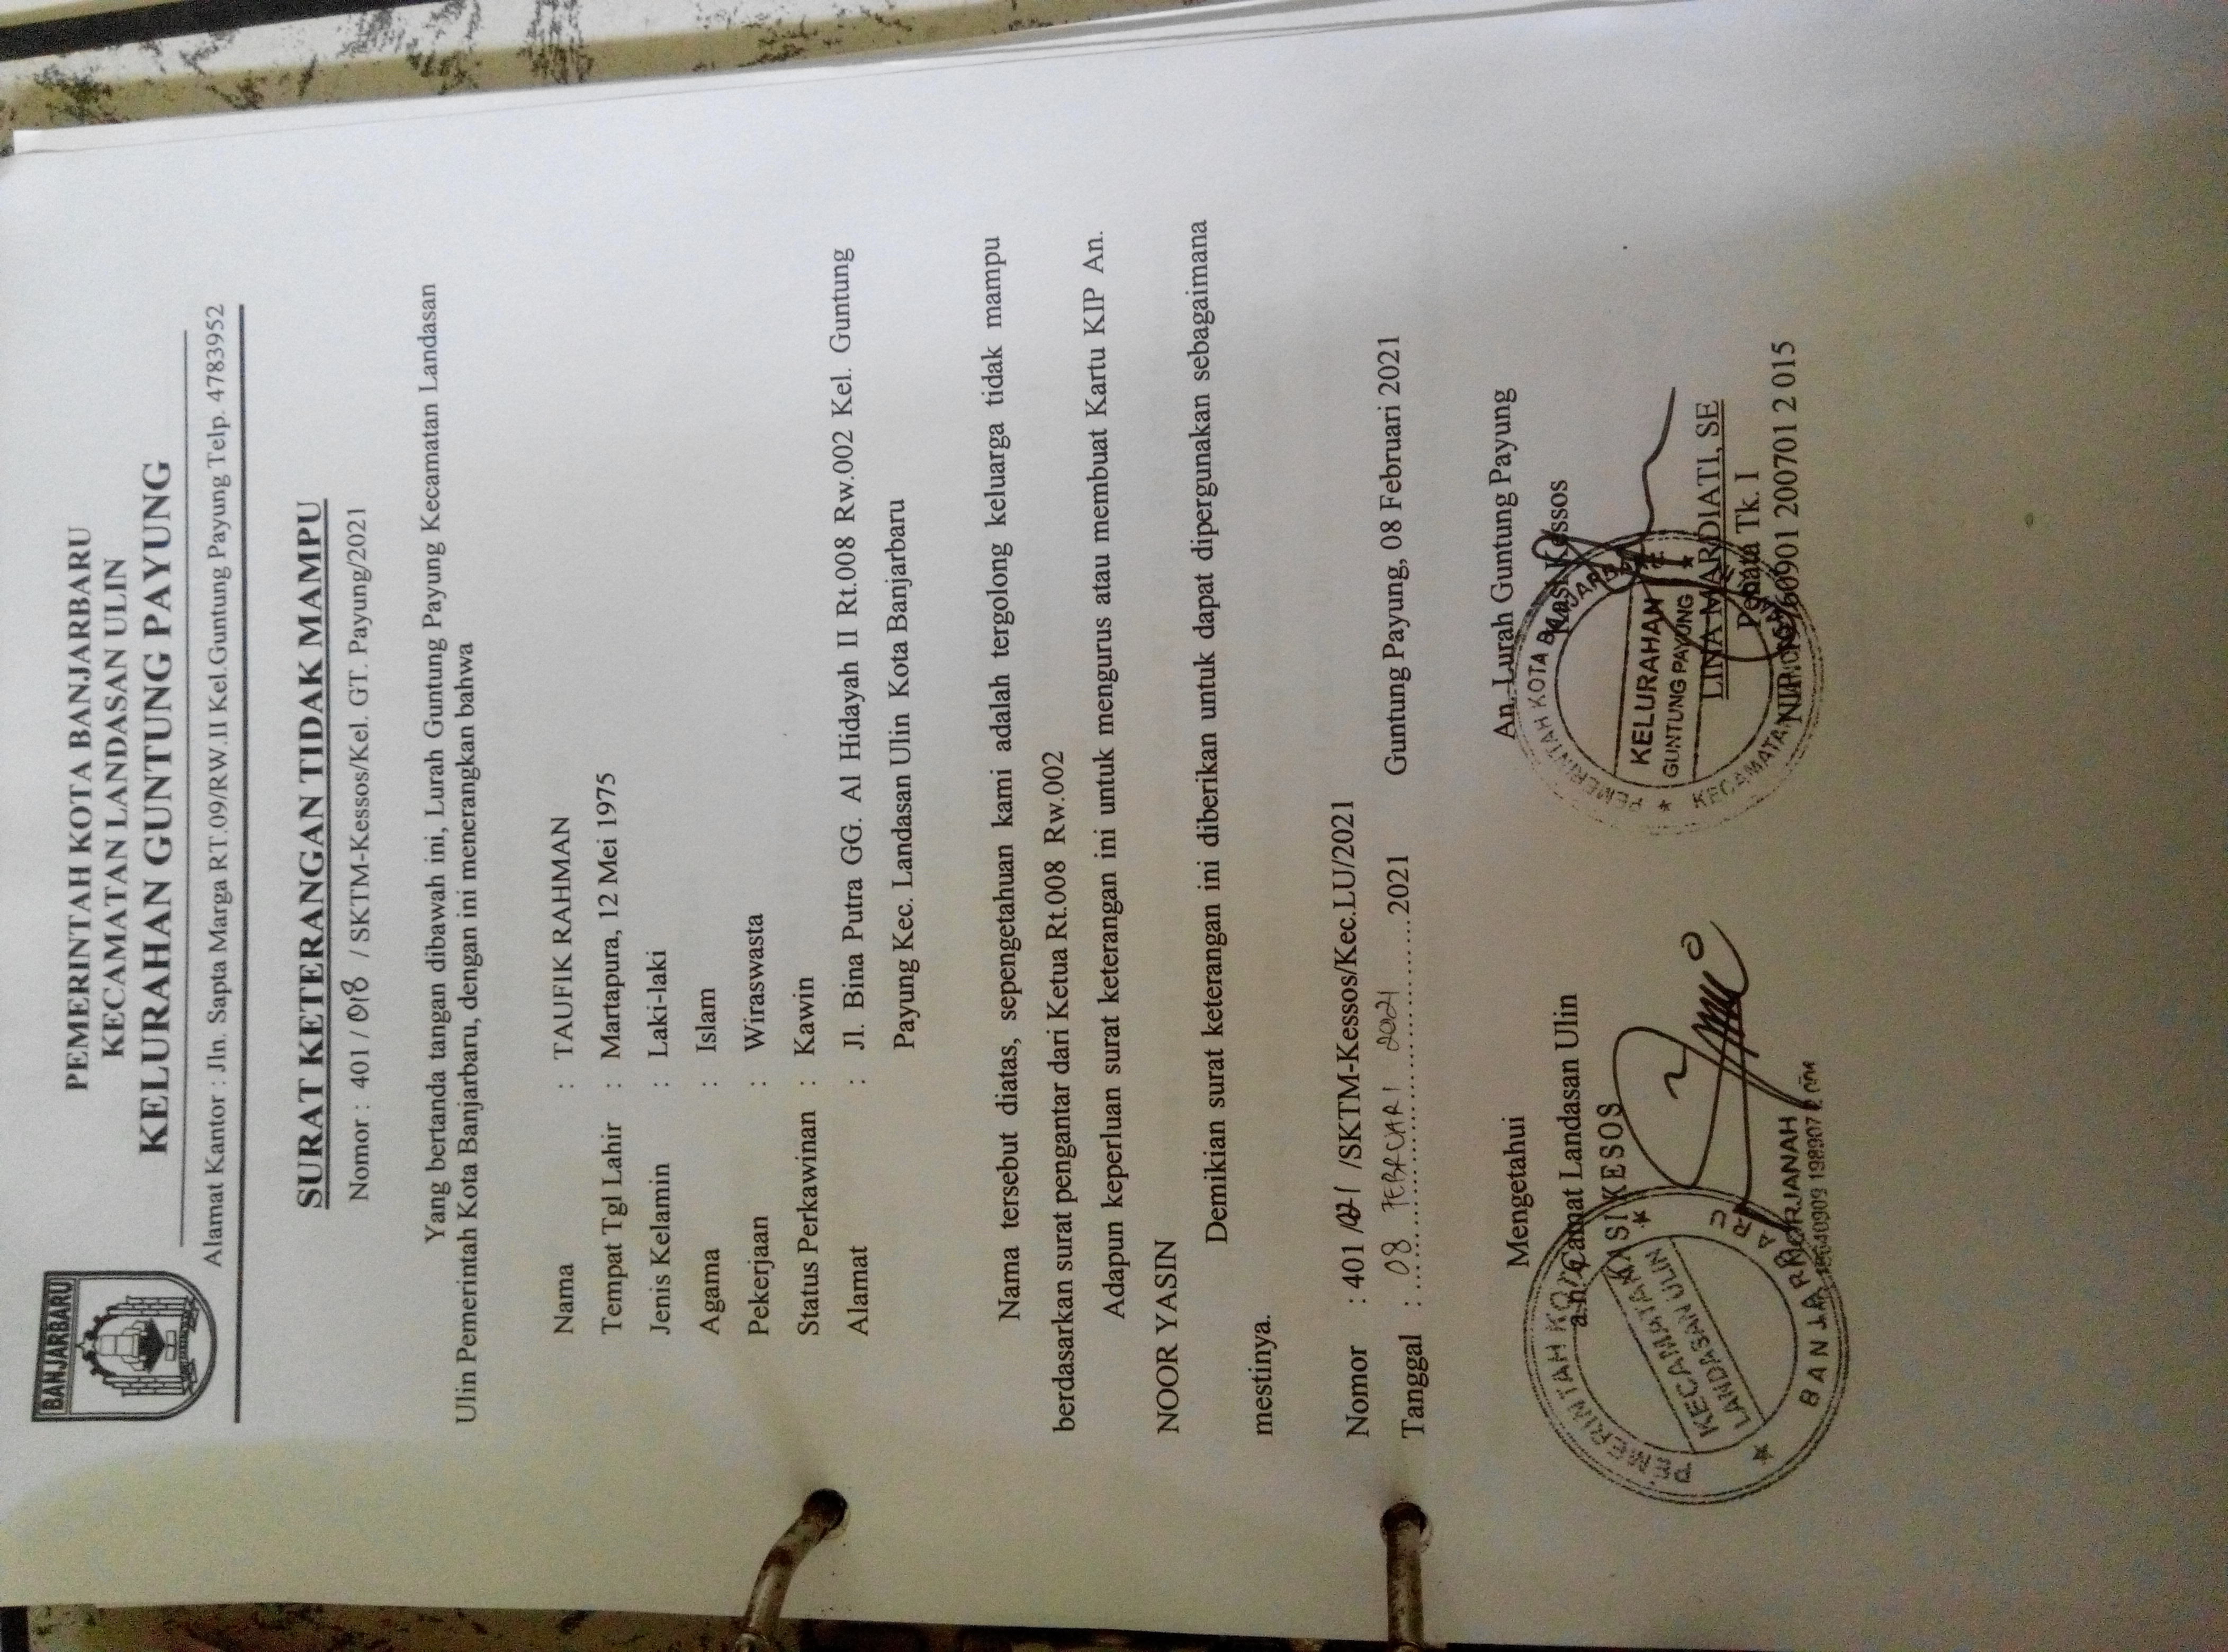 BANJARBARU
PEMERINTAH KOTA BANJARBARU
KECAMATAN LANDASAN ULIN
KELURAHAN GUNTUNG PAYUNG
Alamat Kantor : Jln. Sapta Marga RT.09/RW.II Kel.Guntung Payung Telp. 4783952
SURAT KETERANGAN TIDAK MAMPU
Nomor : 401 / 018 / SKTM-Kessos/Kel. GT. Payung/2021
Yang bertanda tangan dibawah ini, Lurah Guntung Payung Kecamatan Landasan
Ulin Pemerintah Kota Banjarbaru, dengan ini menerangkan bahwa
Nama : TAUFIK RAHMAN
Tempat Tgl Lahir : Martapura, 12 Mei 1975
Jenis Kelamin : Laki-laki
Agama : Islam
Pekerjaan : Wiraswasta
Status Perkawinan : Kawin
Alamat : Jl. Bina Putra GG. Al Hidayah II Rt.008 Rw.002 Kel. Guntung
Payung Kec. Landasan Ulin Kota Banjarbaru
Nama tersebut diatas, sepengetahuan kami adalah tergolong keluarga tidak mampu
berdasarkan surat pengantar dari Ketua Rt.008 Rw.002
Adapun keperluan surat keterangan ini untuk mengurus atau membuat Kartu KIP An.
NOOR YASIN
Demikian surat keterangan ini diberikan untuk dapat dipergunakan sebagaimana
mestinya.
Nomor : 401 /021 /SKTM-Kessos/Kec.LU/2021
Tanggal : 08 FEBRUARI 2021 2021 Guntung Payung, 08 Februari 2021
Mengetahui
a.n. Camat Landasan Ulin
KASI KESOS
PEMERINTAH KOTA
KECAMATAN
LANDASAN ULIN
BANJARBARU
NORJANAH
An. Lurah Guntung Payung
Kasi Kessos
PEMERINTAH KOTA BANJARBARU
KELURAHAN
GUNTUNG PAYUNG
LINA MARDIATI, SE
Penata Tk. I
NIP. 19760901 200701 2 015